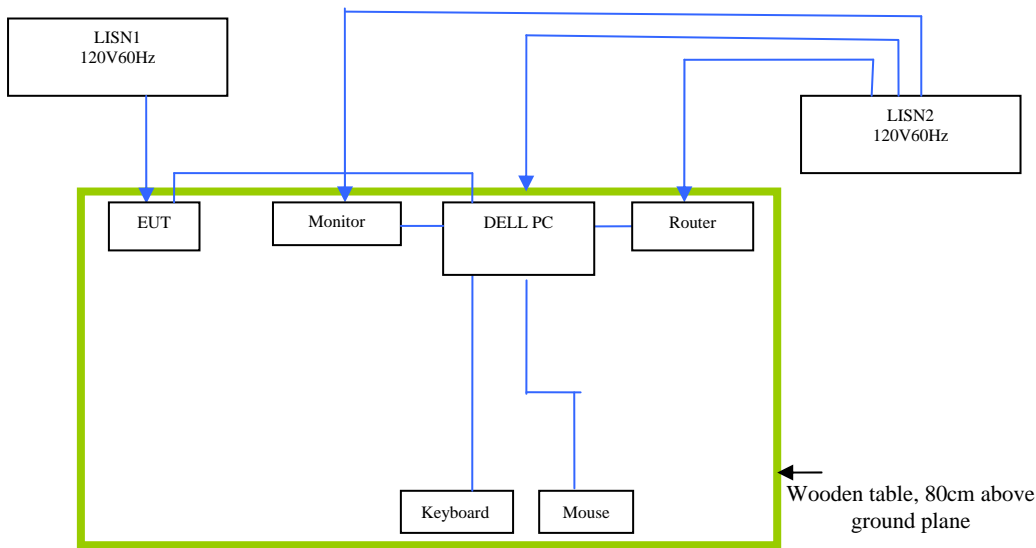 LISN1
120V60Hz
LISN2
120V60Hz
EUT
Monitor
DELL PC
Router
Keyboard
Mouse
Wooden table, 80cm above
ground plane